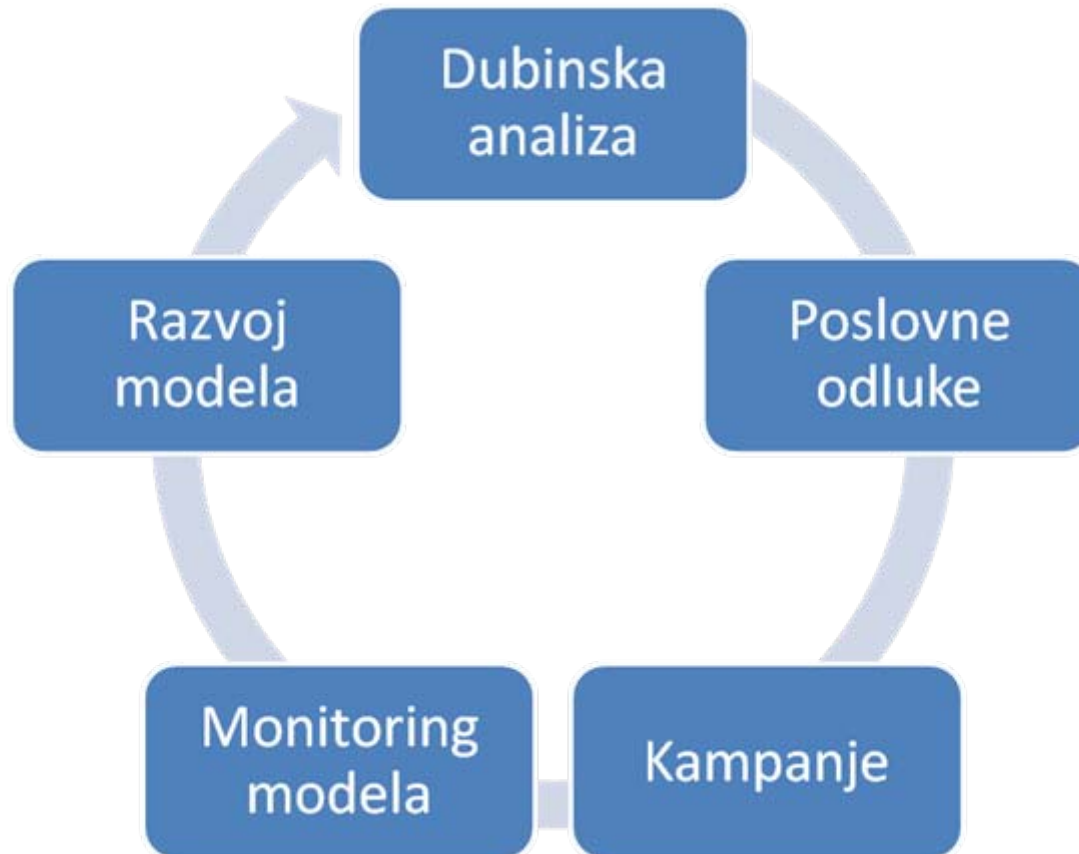 Dubinska
analiza
Poslovne
odluke
Kampanje
Monitoring
modela
Razvoj
modela